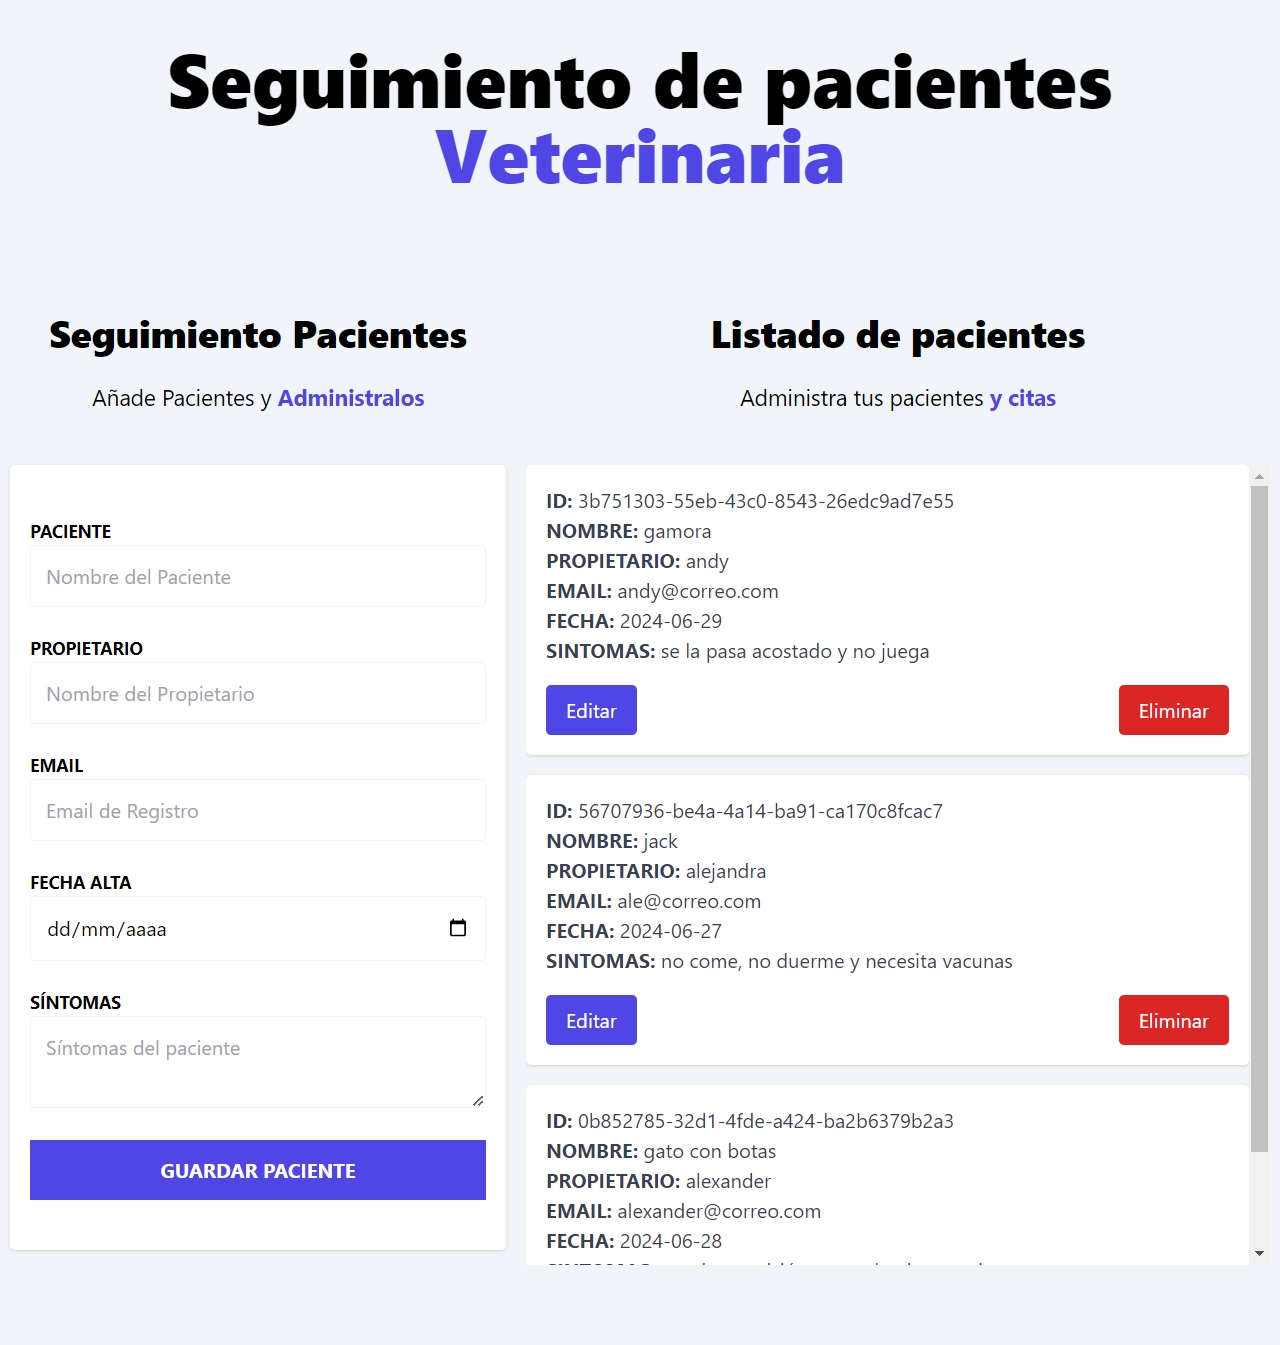 Seguimiento de pacientes
Veterinaria
Seguimiento Pacientes
Añade Pacientes y Administralos
PACIENTE
Nombre del Paciente
PROPIETARIO
Nombre del Propietario
EMAIL
Email de Registro
FECHA ALTA
dd/mm/aaaa
SÍNTOMAS
Síntomas del paciente
GUARDAR PACIENTE
Listado de pacientes
Administra tus pacientes y citas
ID: 3b751303-55eb-43c0-8543-26edc9ad7e55
NOMBRE: gamora
PROPIETARIO: andy
EMAIL: andy@correo.com
FECHA: 2024-06-29
SINTOMAS: se la pasa acostado y no juega
Editar
Eliminar
ID: 56707936-be4a-4a14-ba91-ca170c8fcac7
NOMBRE: jack
PROPIETARIO: alejandra
EMAIL: ale@correo.com
FECHA: 2024-06-27
SINTOMAS: no come, no duerme y necesita vacunas
Editar
Eliminar
ID: 0b852785-32d1-4fde-a424-ba2b6379b2a3
NOMBRE: gato con botas
PROPIETARIO: alexander
EMAIL: alexander@correo.com
FECHA: 2024-06-28